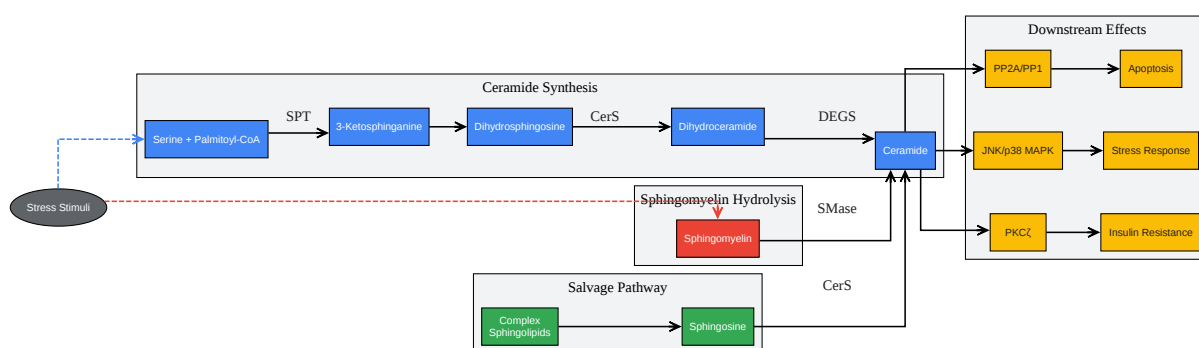 Downstream Effects
PP2A/PP1
Apoptosis
Ceramide Synthesis
SPT
3-Ketosphinganine
Dihydrosphingosine
CerS
Dihydroceramide
DEGS
Serine + Palmitoyl-CoA
Ceramide
JNK/p38 MAPK
Stress Response
Stress Stimuli
Sphingomyelin Hydrolysis
SMase
Sphingomyelin
PKCζ
Insulin Resistance
Salvage Pathway
CerS
Complex
Sphingolipids
Sphingosine